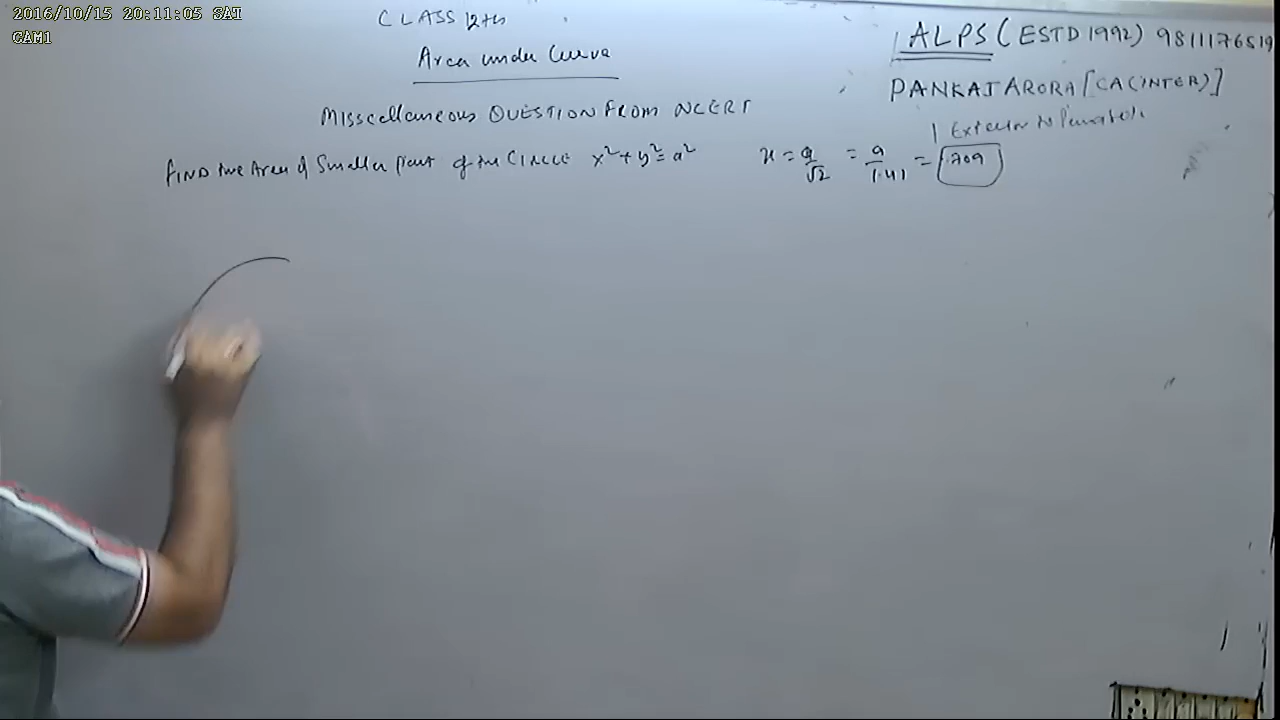 2016/10/15 20:11:05 SAT
CAM1
CLASS 12th
Area under Curve
ALPS (ESTD 1992) 9811176519
PANKAJ ARORA [CA(INTER)]
MISSCELLANEOUS QUESTION FROM NCERT
FIND the Area of Smaller part of the CIRCLE x²+y²=a² x = a/√2 = a/1.41 = .70a